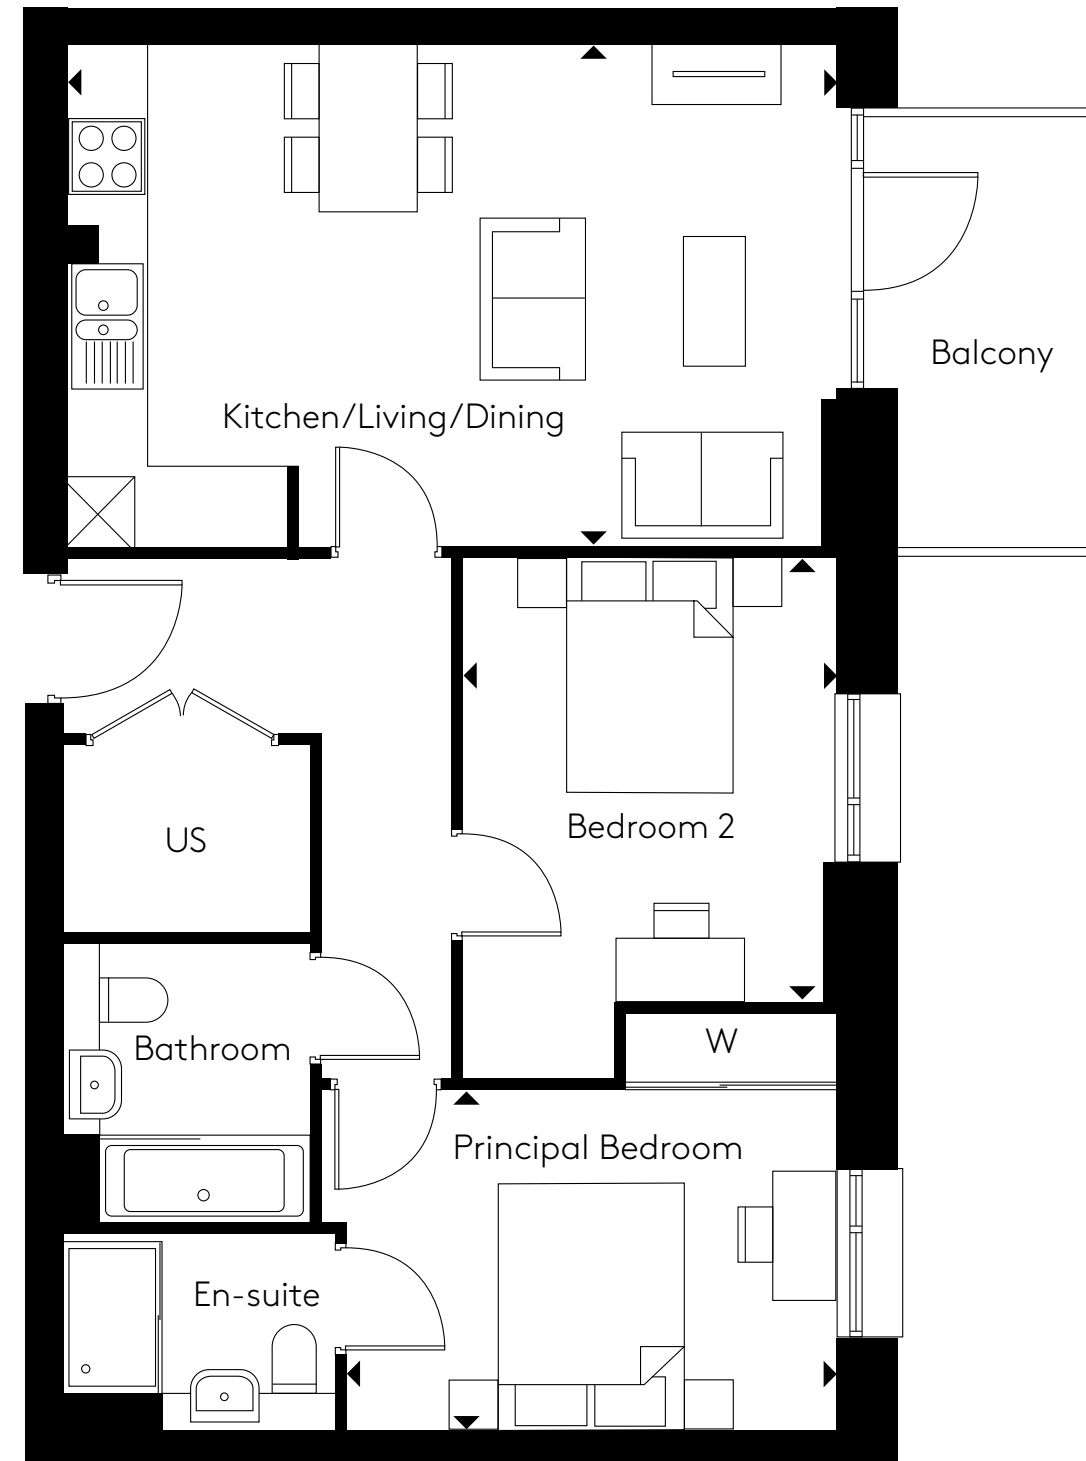 Balcony
Kitchen/Living/Dining
Bedroom 2
US
W
Bathroom
Principal Bedroom
En-suite